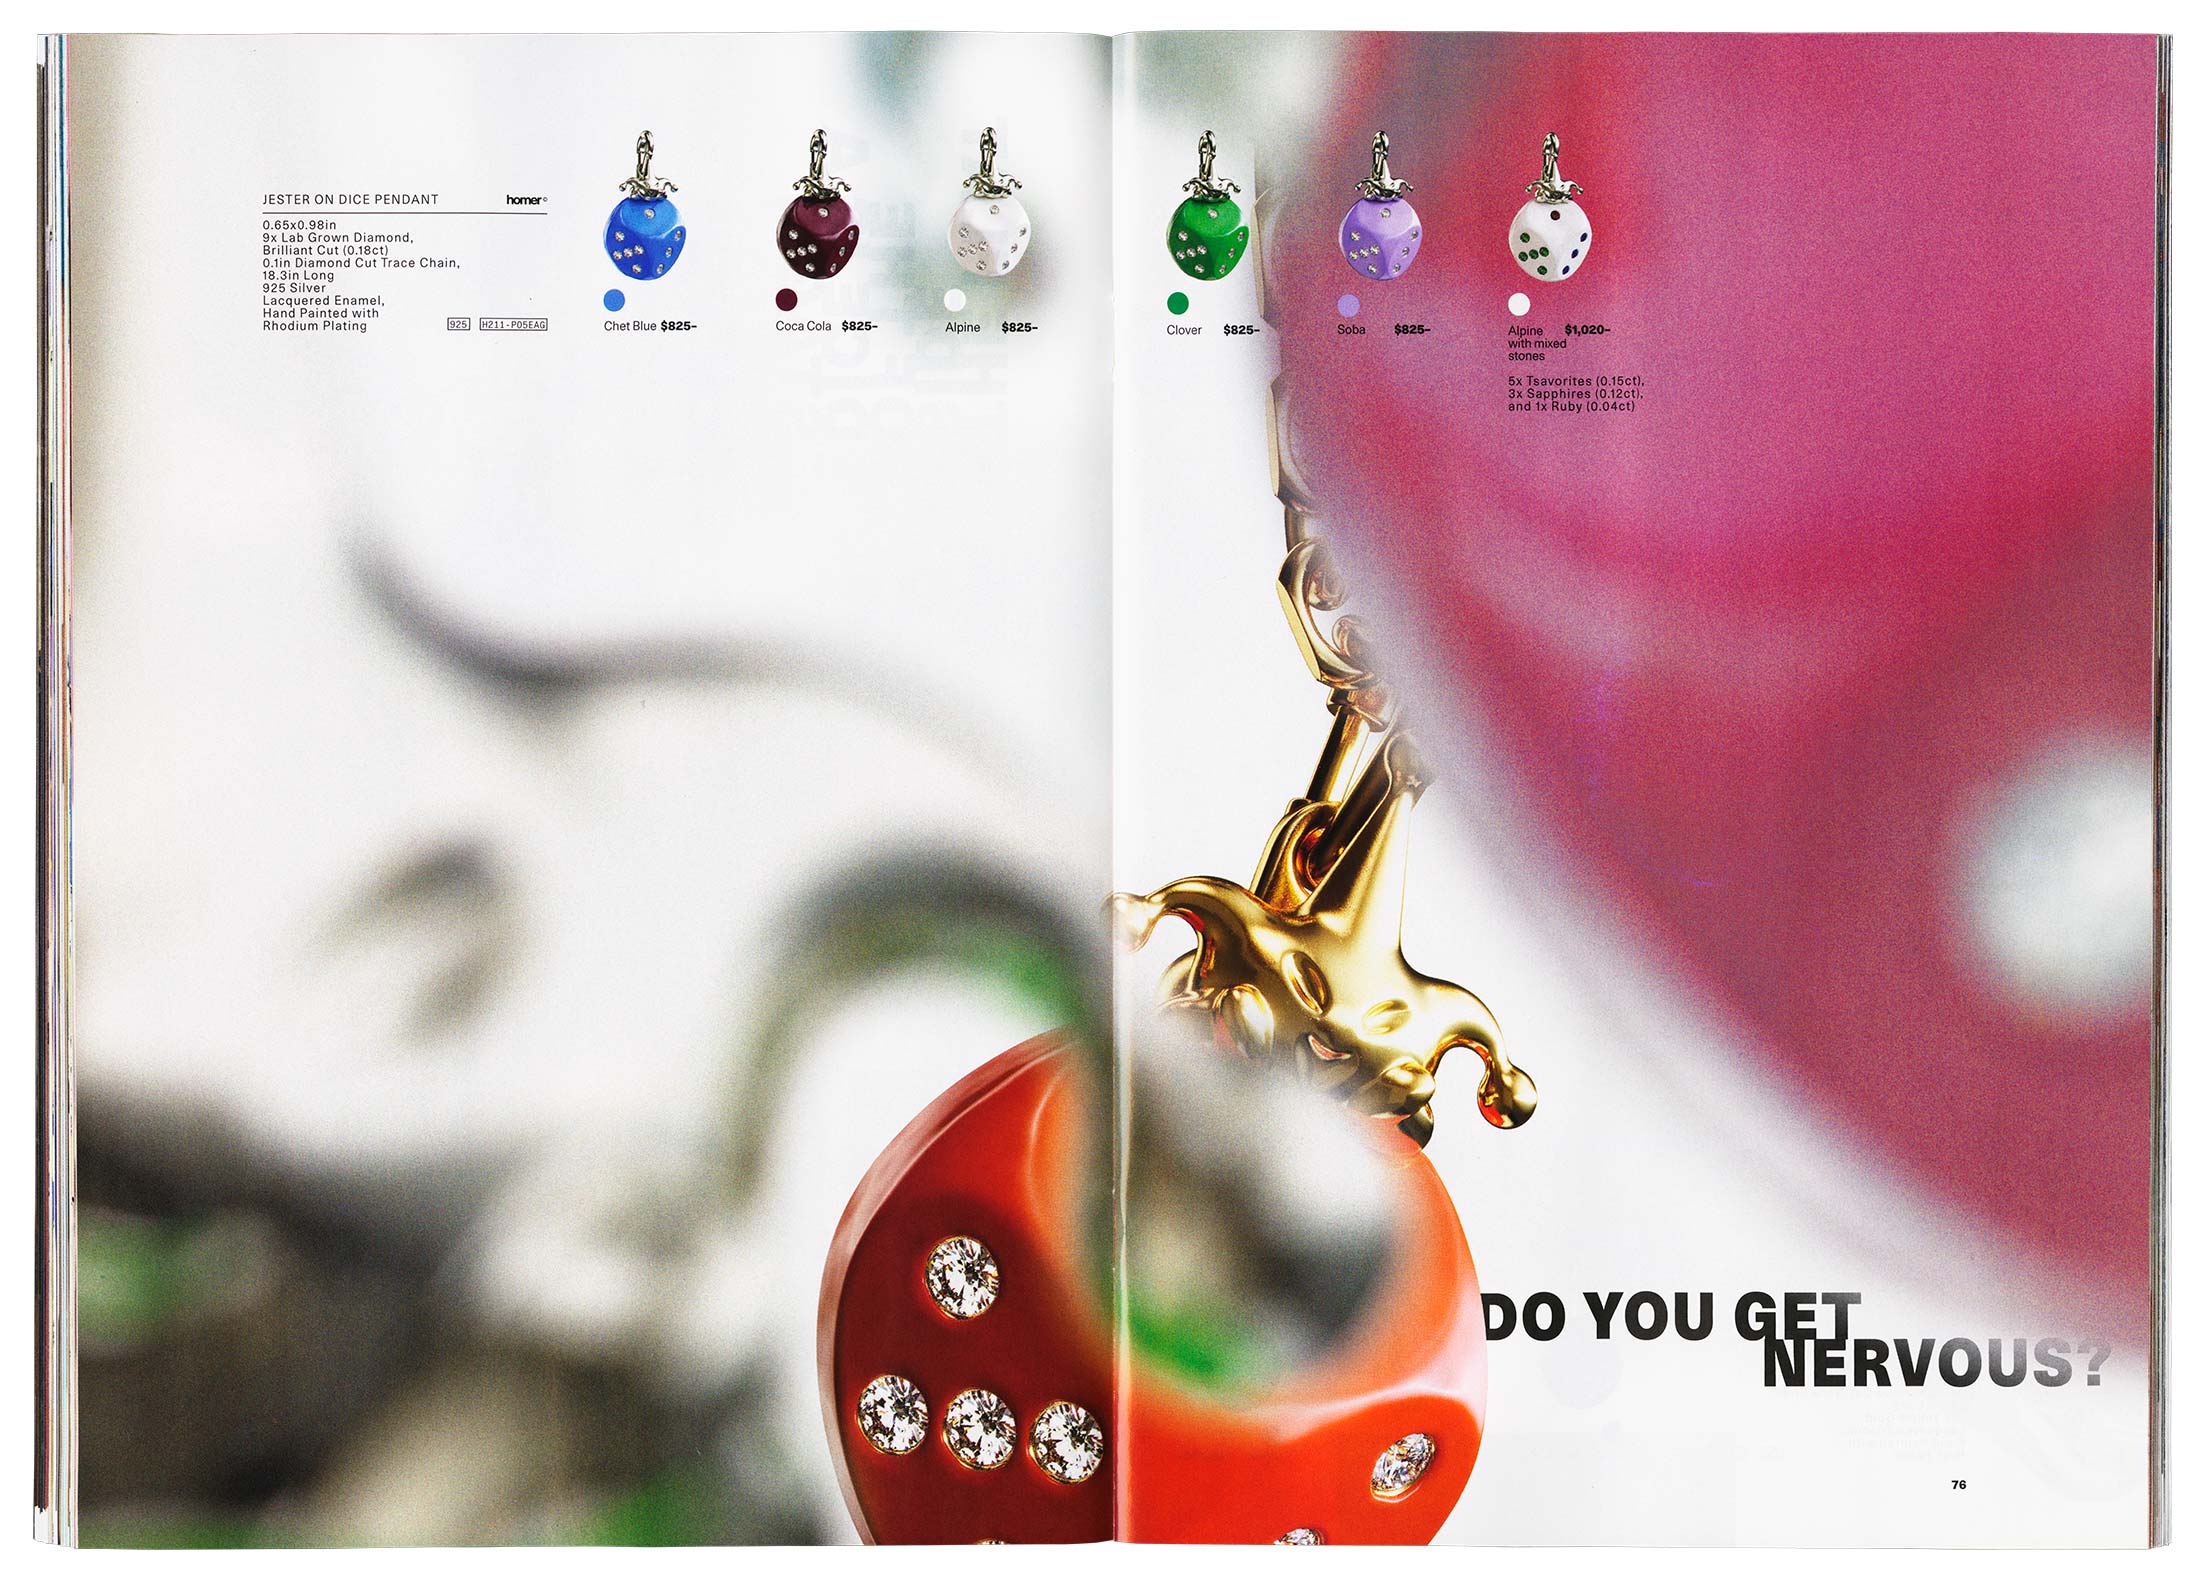 JESTER ON DICE PENDANT
homer©
0.65x0.98in
9x Lab Grown Diamond,
Brilliant Cut (0.18ct)
0.1in Diamond Cut Trace Chain,
18.3in Long
925 Silver
Lacquered Enamel,
Hand Painted with
Rhodium Plating
925 H211-P05EAG
Chet Blue $825–
Coca Cola $825–
Alpine $825–
Clover $825–
Soba $825–
Alpine $1,020–
with mixed
stones
5x Tsavorites (0.15ct),
3x Sapphires (0.12ct),
and 1x Ruby (0.04ct)
DO YOU GET
NERVOUS?
76